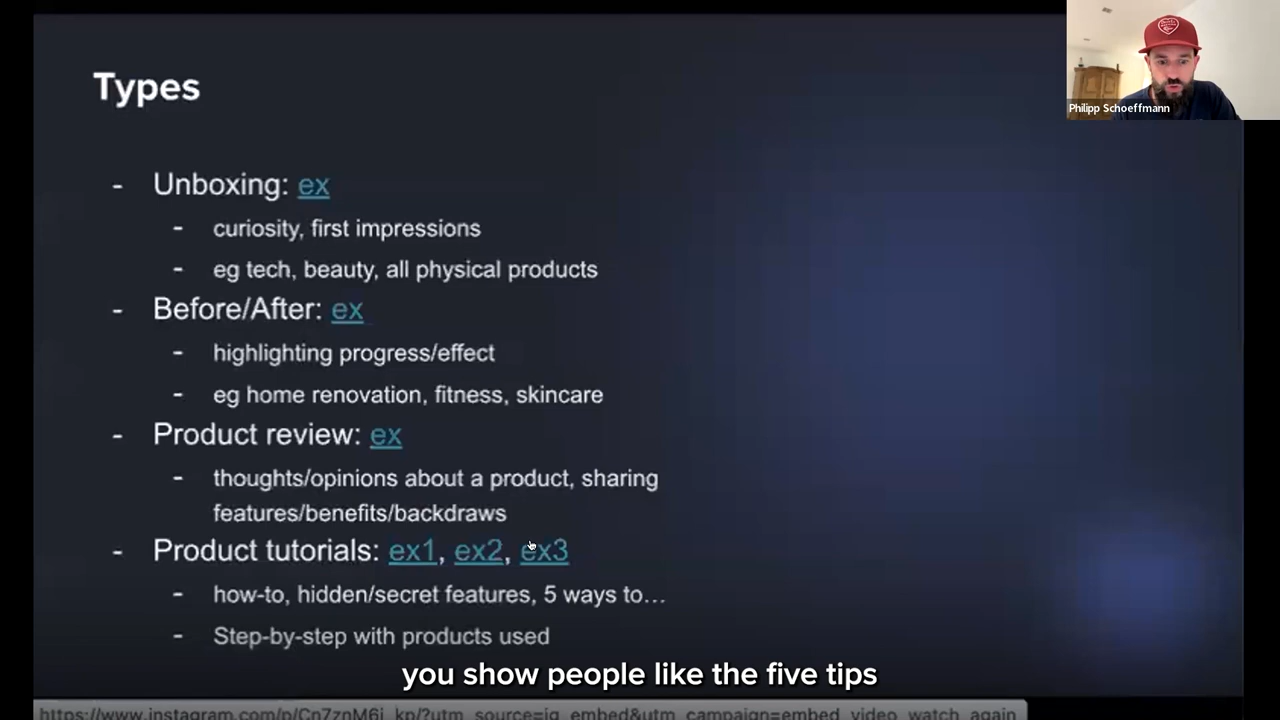 Types
Philipp Schoeffmann
- Unboxing: ex
- curiosity, first impressions
- eg tech, beauty, all physical products
- Before/After: ex
- highlighting progress/effect
- eg home renovation, fitness, skincare
- Product review: ex
- thoughts/opinions about a product, sharing
features/benefits/backdraws
- Product tutorials: ex1, ex2, ex3
- how-to, hidden/secret features, 5 ways to…
- Step-by-step with products used
you show people like the five tips